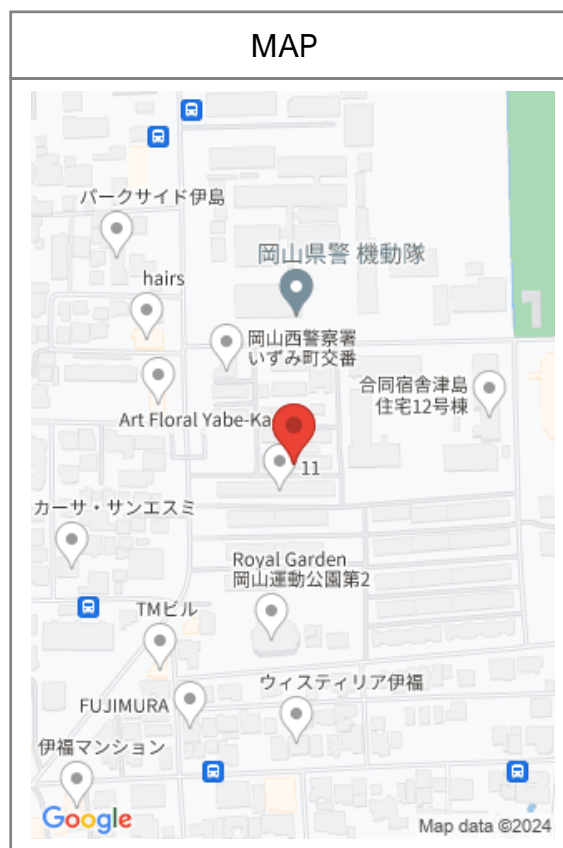 MAP
パークサイド伊島
岡山県警 機動隊
hairs
岡山西警察署
いずみ町交番
合同宿舎津島
住宅12号棟
Art Floral Yabe-Ka
11
カーサ・サンエスミ
Royal Garden
岡山運動公園第2
TMビル
ウィスティリア伊福
FUJIMURA
伊福マンション
Google
Map data ©2024